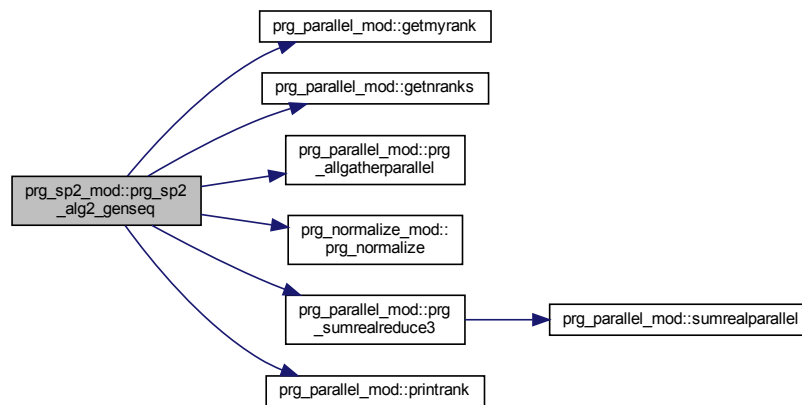 prg_parallel_mod::getmyrank
prg_parallel_mod::getnranks
prg_parallel_mod::prg
_allgatherparallel
prg_sp2_mod::prg_sp2
_alg2_genseq
prg_normalize_mod::
prg_normalize
prg_parallel_mod::prg
_sumrealreduce3
prg_parallel_mod::sumrealparallel
prg_parallel_mod::printrank